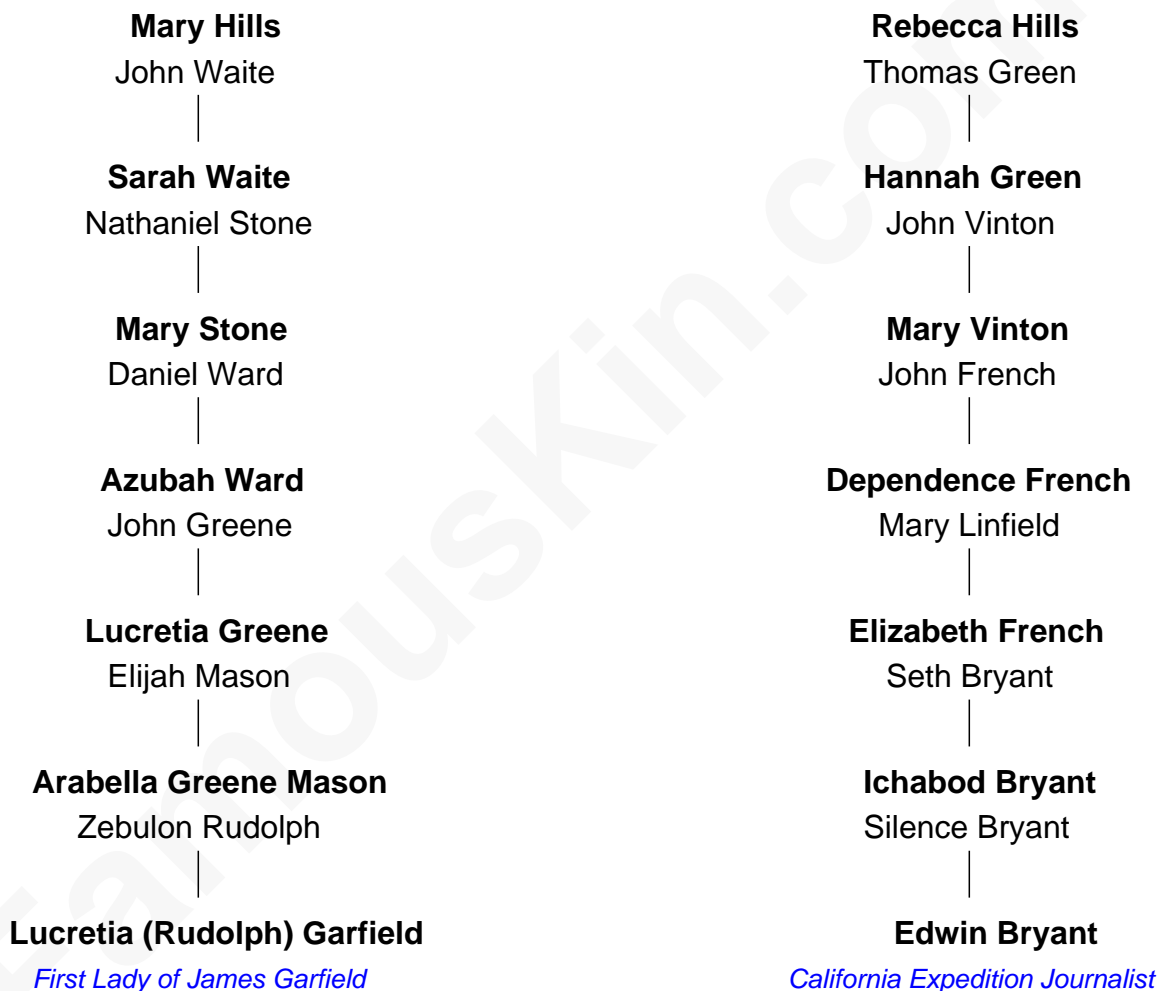 Mary Hills
John Waite
Sarah Waite
Nathaniel Stone
Mary Stone
Daniel Ward
Azubah Ward
John Greene
Lucretia Greene
Elijah Mason
Arabella Greene Mason
Zebulon Rudolph
Lucretia (Rudolph) Garfield
First Lady of James Garfield
Rebecca Hills
Thomas Green
Hannah Green
John Vinton
Mary Vinton
John French
Dependence French
Mary Linfield
Elizabeth French
Seth Bryant
Ichabod Bryant
Silence Bryant
Edwin Bryant
California Expedition Journalist
FamousKin.com